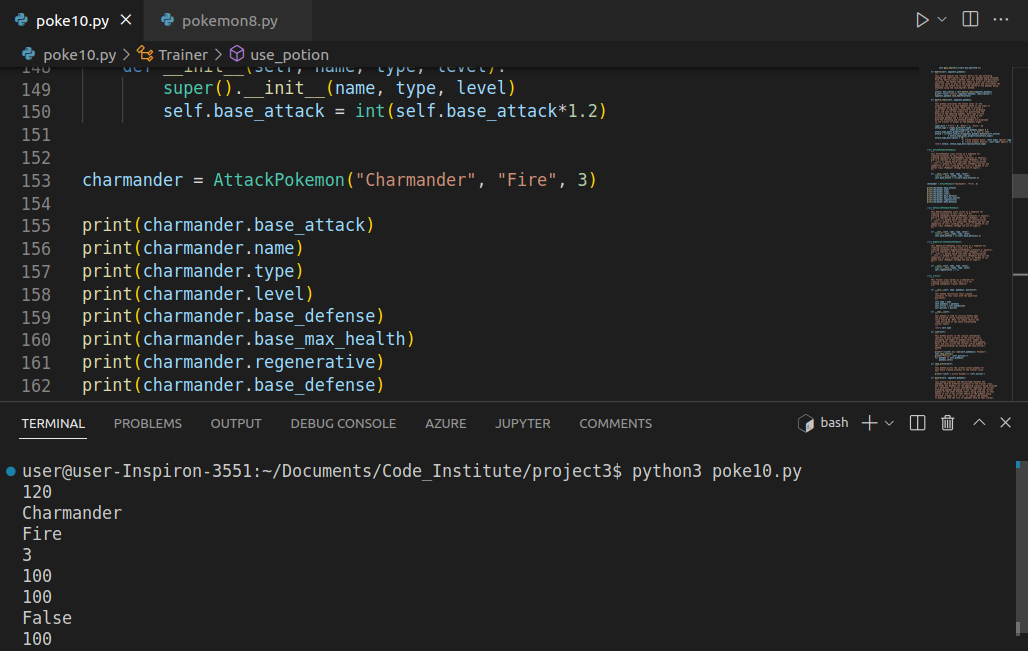 poke10.py pokemon8.py
poke10.py > Trainer > use_potion
148 def __init__(self, name, type, level):
149 super().__init__(name, type, level)
150 self.base_attack = int(self.base_attack*1.2)
151
152
153 charmander = AttackPokemon("Charmander", "Fire", 3)
154
155 print(charmander.base_attack)
156 print(charmander.name)
157 print(charmander.type)
158 print(charmander.level)
159 print(charmander.base_defense)
160 print(charmander.base_max_health)
161 print(charmander.regenerative)
162 print(charmander.base_defense)
TERMINAL PROBLEMS OUTPUT DEBUG CONSOLE AZURE JUPYTER COMMENTS bash
user@user-Inspiron-3551:~/Documents/Code_Institute/project3$ python3 poke10.py
120
Charmander
Fire
3
100
100
False
100